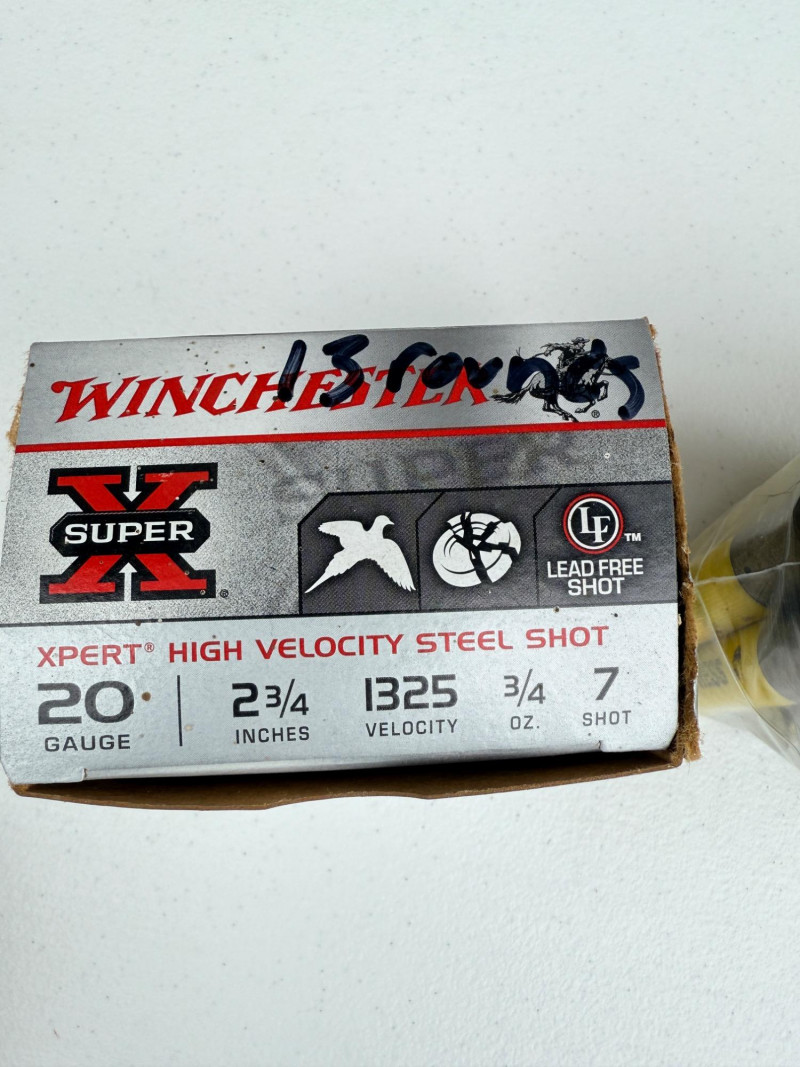 13 rounds
WINCHESTER
®
X
SUPER
®
LF ™
LEAD FREE
SHOT
XPERT® HIGH VELOCITY STEEL SHOT
20 2 3/4 1325 3/4 7
GAUGE INCHES VELOCITY OZ. SHOT